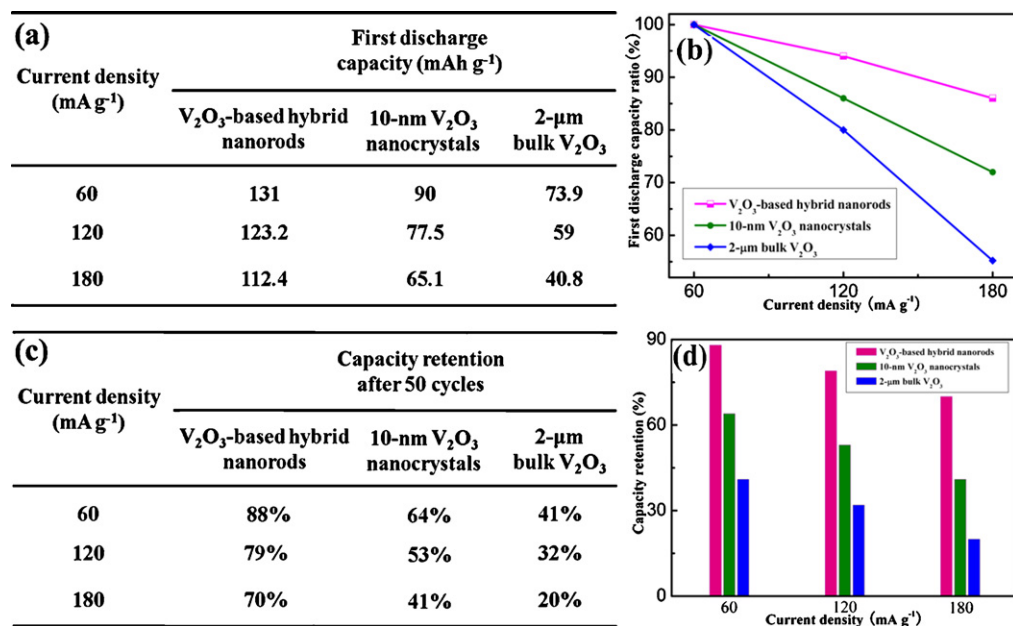 (a)
Current density
(mA g⁻¹)
First discharge
capacity (mAh g⁻¹)
V₂O₃-based hybrid
nanorods
10-nm V₂O₃
nanocrystals
2-μm
bulk V₂O₃
60 131 90 73.9
120 123.2 77.5 59
180 112.4 65.1 40.8
(b)
First discharge capacity ratio (%)
100
90
80
70
60
V₂O₃-based hybrid nanorods
10-nm V₂O₃ nanocrystals
2-μm bulk V₂O₃
60 120 180
Current density (mA g⁻¹)
(c)
Current density
(mA g⁻¹)
Capacity retention
after 50 cycles
V₂O₃-based hybrid
nanorods
10-nm V₂O₃
nanocrystals
2-μm
bulk V₂O₃
60 88% 64% 41%
120 79% 53% 32%
180 70% 41% 20%
(d)
Capacity retention (%)
90
60
30
0
V₂O₃-based hybrid nanorods
10-nm V₂O₃ nanocrystals
2-μm bulk V₂O₃
60 120 180
Current density (mA g⁻¹)